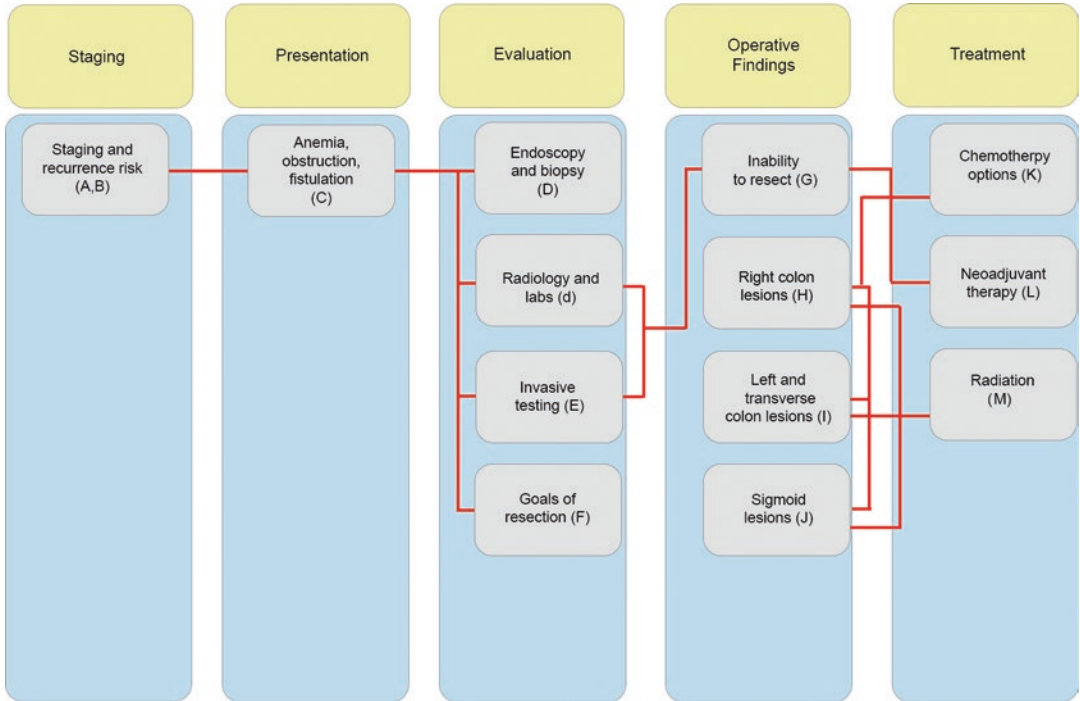 Staging
Presentation
Evaluation
Operative
Findings
Treatment
Staging and
recurrence risk
(A,B)
Anemia,
obstruction,
fistulation
(C)
Endoscopy
and biopsy
(D)
Radiology and
labs (d)
Invasive
testing (E)
Goals of
resection (F)
Inability
to resect (G)
Right colon
lesions (H)
Left and
transverse
colon lesions (I)
Sigmoid
lesions (J)
Chemotherpy
options (K)
Neoadjuvant
therapy (L)
Radiation
(M)